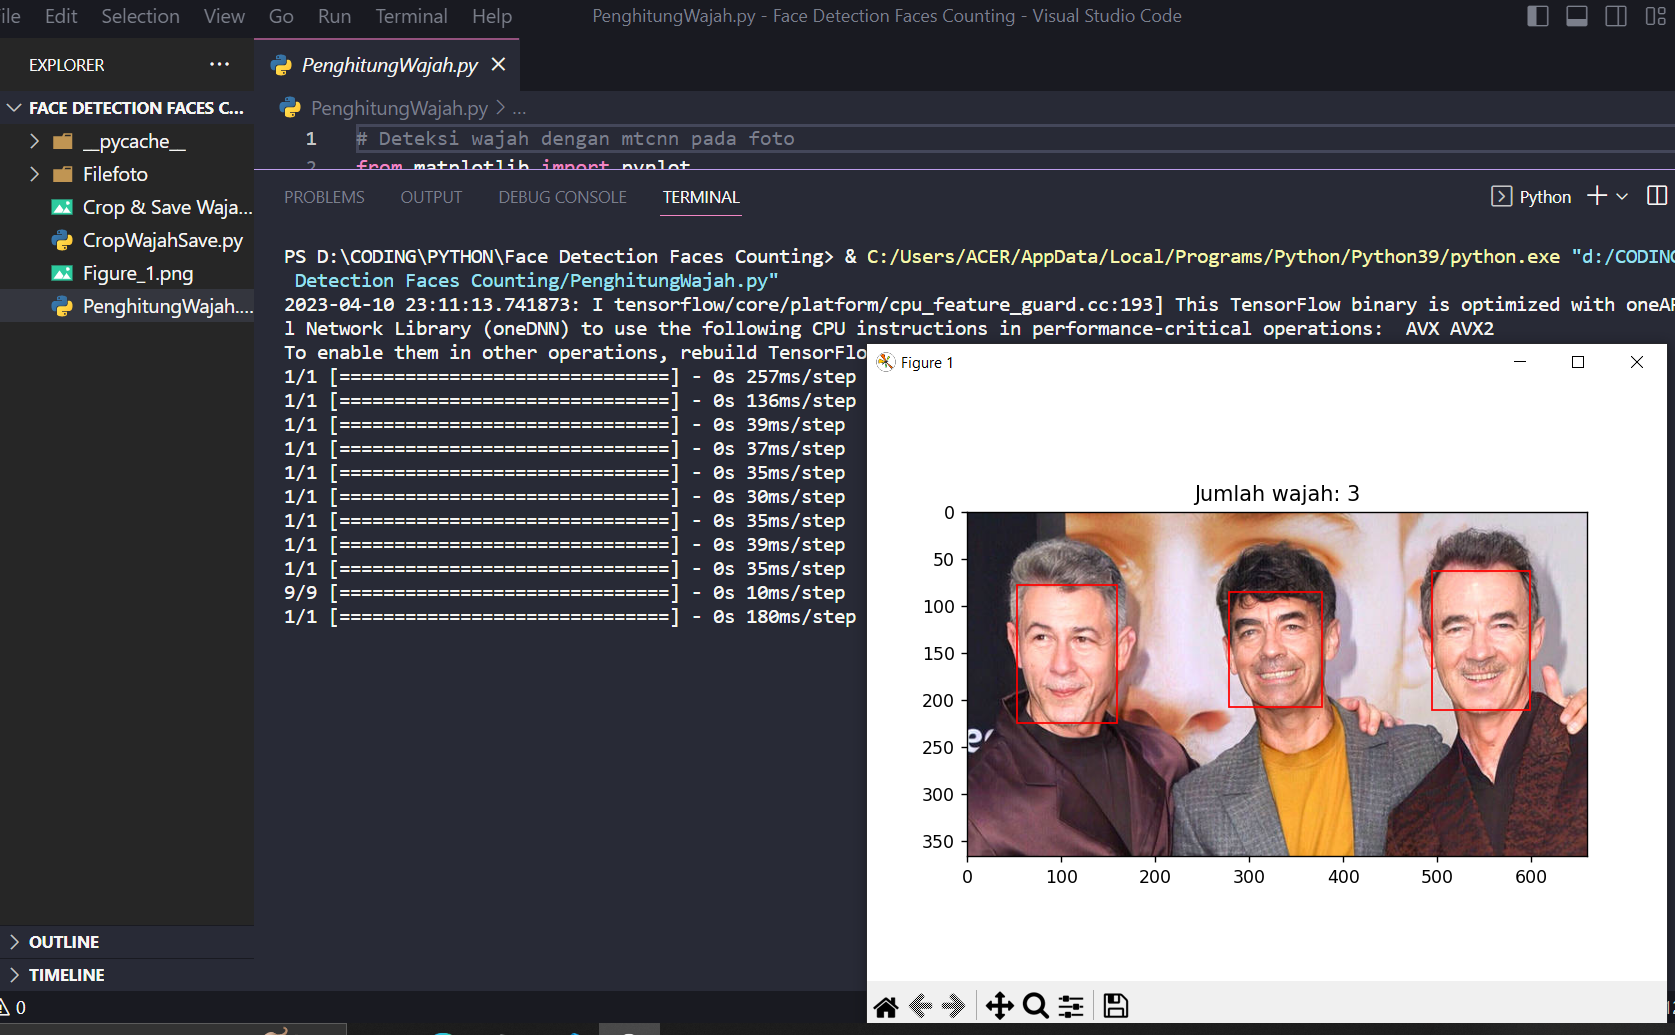 ile Edit Selection View Go Run Terminal Help PenghitungWajah.py - Face Detection Faces Counting - Visual Studio Code
EXPLORER ···
PenghitungWajah.py
FACE DETECTION FACES C...
__pycache__
Filefoto
Crop & Save Waja...
CropWajahSave.py
Figure_1.png
PenghitungWajah....
PenghitungWajah.py > ...
1 # Deteksi wajah dengan mtcnn pada foto
2 from matplotlib import pyplot
PROBLEMS OUTPUT DEBUG CONSOLE TERMINAL Python
PS D:\CODING\PYTHON\Face Detection Faces Counting> & C:/Users/ACER/AppData/Local/Programs/Python/Python39/python.exe "d:/CODING
Detection Faces Counting/PenghitungWajah.py"
2023-04-10 23:11:13.741873: I tensorflow/core/platform/cpu_feature_guard.cc:193] This TensorFlow binary is optimized with oneAP
l Network Library (oneDNN) to use the following CPU instructions in performance-critical operations:  AVX AVX2
To enable them in other operations, rebuild TensorFlo
1/1 [==============================] - 0s 257ms/step
1/1 [==============================] - 0s 136ms/step
1/1 [==============================] - 0s 39ms/step
1/1 [==============================] - 0s 37ms/step
1/1 [==============================] - 0s 35ms/step
1/1 [==============================] - 0s 30ms/step
1/1 [==============================] - 0s 35ms/step
1/1 [==============================] - 0s 39ms/step
1/1 [==============================] - 0s 35ms/step
9/9 [==============================] - 0s 10ms/step
1/1 [==============================] - 0s 180ms/step
Figure 1
Jumlah wajah: 3
0
50
100
150
200
250
300
350
0 100 200 300 400 500 600
OUTLINE
TIMELINE
0